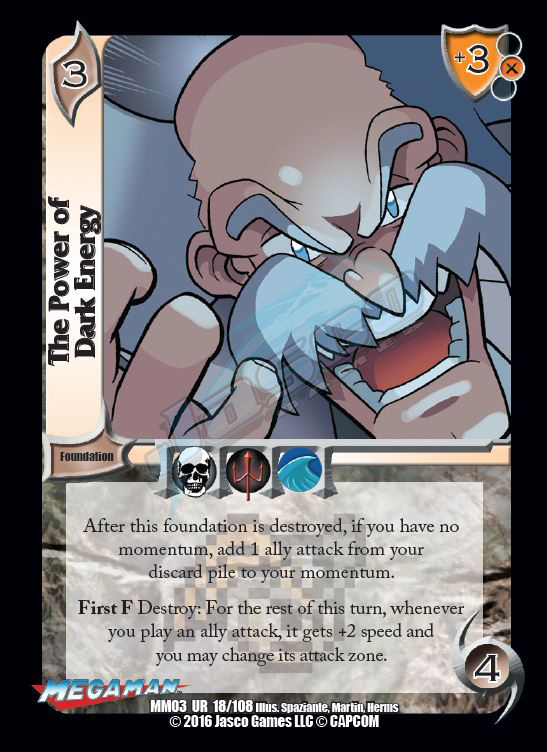 3
+3
The Power of
Dark Energy
Foundation
After this foundation is destroyed, if you have no
momentum, add 1 ally attack from your
discard pile to your momentum.
First F Destroy: For the rest of this turn, whenever
you play an ally attack, it gets +2 speed and
you may change its attack zone.
4
MEGAMAN
MM03 UR 18/108 Illus. Spaziante, Martin, Herms
© 2016 Jasco Games LLC © CAPCOM